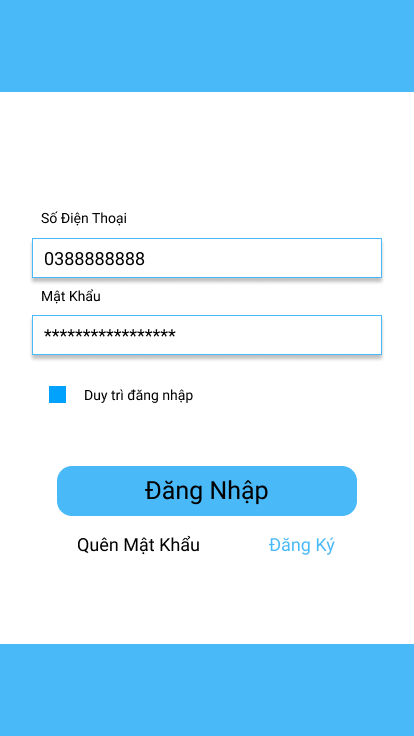 Số Điện Thoại
0388888888
Mật Khẩu
*****************
Duy trì đăng nhập
Đăng Nhập
Quên Mật Khẩu Đăng Ký